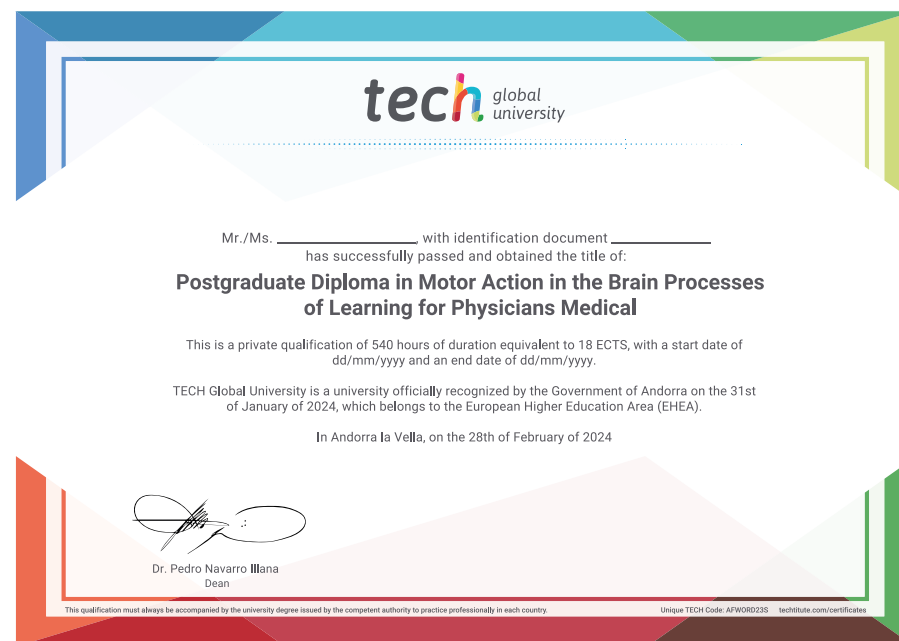 tech global
university
Mr./Ms. ____________________, with identification document ______________
has successfully passed and obtained the title of:
Postgraduate Diploma in Motor Action in the Brain Processes
of Learning for Physicians Medical
This is a private qualification of 540 hours of duration equivalent to 18 ECTS, with a start date of
dd/mm/yyyy and an end date of dd/mm/yyyy.
TECH Global University is a university officially recognized by the Government of Andorra on the 31st
of January of 2024, which belongs to the European Higher Education Area (EHEA).
In Andorra la Vella, on the 28th of February of 2024
Dr. Pedro Navarro Illana
Dean
This qualification must always be accompanied by the university degree issued by the competent authority to practice professionally in each country. Unique TECH Code: AFWORD23S techtitute.com/certificates